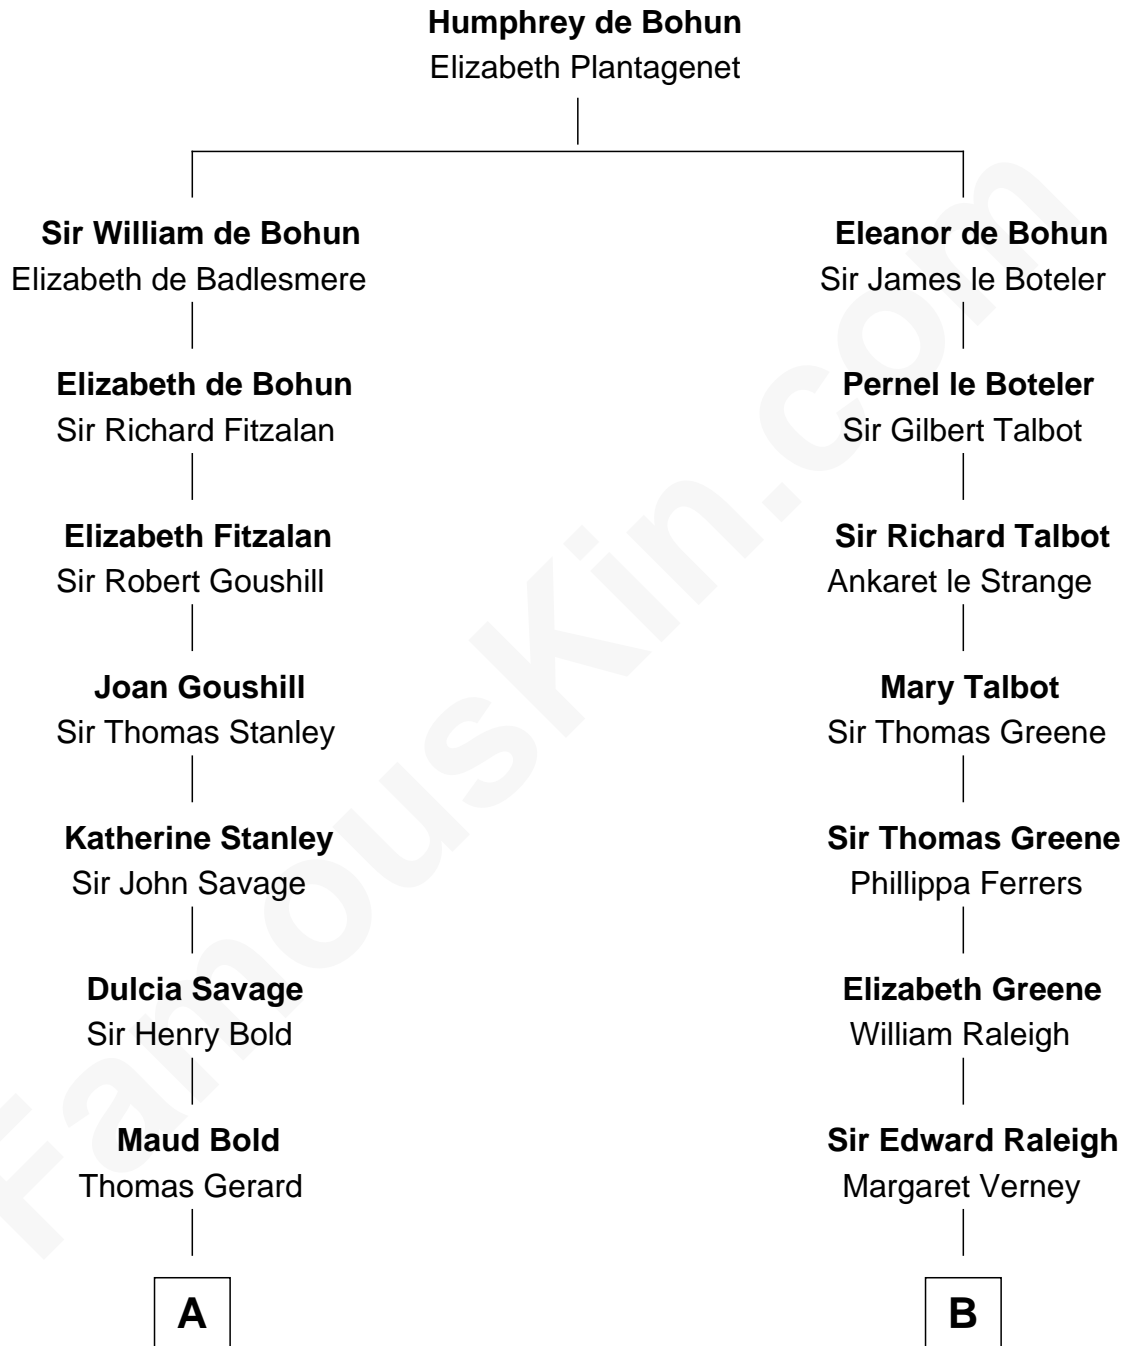 Humphrey de Bohun
Elizabeth Plantagenet
Sir William de Bohun
Elizabeth de Badlesmere
Eleanor de Bohun
Sir James le Boteler
Elizabeth de Bohun
Sir Richard Fitzalan
Pernel le Boteler
Sir Gilbert Talbot
Elizabeth Fitzalan
Sir Robert Goushill
Sir Richard Talbot
Ankaret le Strange
Joan Goushill
Sir Thomas Stanley
Mary Talbot
Sir Thomas Greene
Katherine Stanley
Sir John Savage
Sir Thomas Greene
Phillippa Ferrers
Dulcia Savage
Sir Henry Bold
Elizabeth Greene
William Raleigh
Maud Bold
Thomas Gerard
Sir Edward Raleigh
Margaret Verney
A
B
FamousKin.com